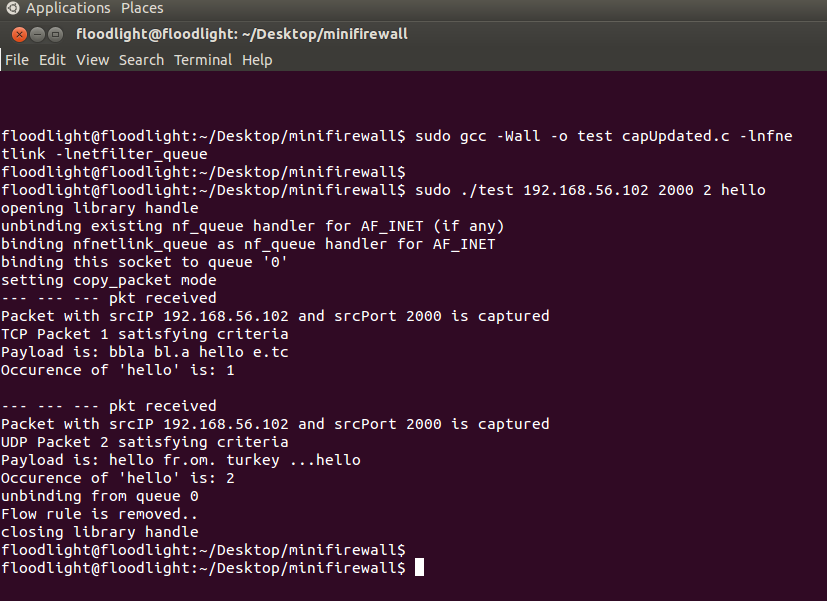 Applications Places
floodlight@floodlight: ~/Desktop/minifirewall
File Edit View Search Terminal Help
floodlight@floodlight:~/Desktop/minifirewall$ sudo gcc -Wall -o test capUpdated.c -lnfne
tlink -lnetfilter_queue
floodlight@floodlight:~/Desktop/minifirewall$
floodlight@floodlight:~/Desktop/minifirewall$ sudo ./test 192.168.56.102 2000 2 hello
opening library handle
unbinding existing nf_queue handler for AF_INET (if any)
binding nfnetlink_queue as nf_queue handler for AF_INET
binding this socket to queue '0'
setting copy_packet mode
--- --- --- pkt received
Packet with srcIP 192.168.56.102 and srcPort 2000 is captured
TCP Packet 1 satisfying criteria
Payload is: bbla bl.a hello e.tc
Occurence of 'hello' is: 1
--- --- --- pkt received
Packet with srcIP 192.168.56.102 and srcPort 2000 is captured
UDP Packet 2 satisfying criteria
Payload is: hello fr.om. turkey ...hello
Occurence of 'hello' is: 2
unbinding from queue 0
Flow rule is removed..
closing library handle
floodlight@floodlight:~/Desktop/minifirewall$
floodlight@floodlight:~/Desktop/minifirewall$